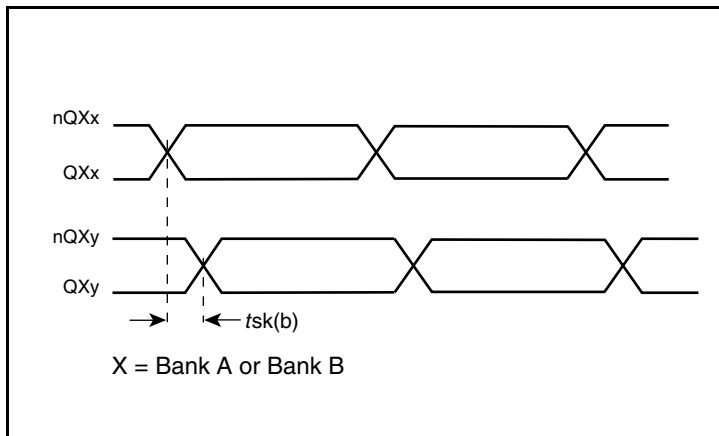 nQXx
QXx
nQXy
QXy
tsk(b)
X = Bank A or Bank B